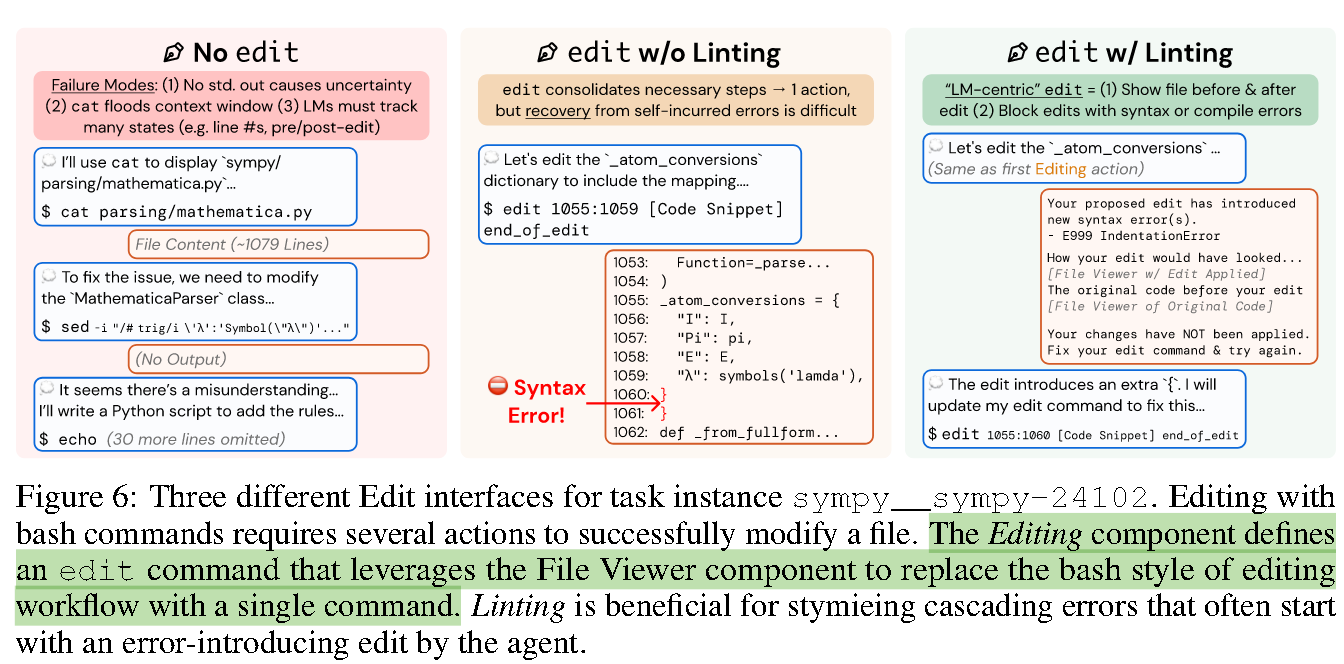 No edit
Failure Modes: (1) No std. out causes uncertainty
(2) cat floods context window (3) LMs must track
many states (e.g. line #s, pre/post-edit)
I'll use cat to display `sympy/
parsing/mathematica.py`...
$ cat parsing/mathematica.py
File Content (~1079 Lines)
To fix the issue, we need to modify
the `MathematicaParser` class...
$ sed -i "/# trig/i \'λ':'Symbol(\"λ\")'..."
(No Output)
It seems there's a misunderstanding...
I'll write a Python script to add the rules...
$ echo (30 more lines omitted)
edit w/o Linting
edit consolidates necessary steps → 1 action,
but recovery from self-incurred errors is difficult
Let's edit the `_atom_conversions`
dictionary to include the mapping....
$ edit 1055:1059 [Code Snippet]
end_of_edit
1053: Function=_parse...
1054: )
1055: _atom_conversions = {
1056: "I": I,
1057: "Pi": pi,
1058: "E": E,
1059: "λ": symbols('lamda'),
1060: }
1061: }
1062: def _from_fullform...
Syntax
Error!
edit w/ Linting
"LM-centric" edit = (1) Show file before & after
edit (2) Block edits with syntax or compile errors
Let's edit the `_atom_conversions` ...
(Same as first Editing action)
Your proposed edit has introduced
new syntax error(s).
- E999 IndentationError
How your edit would have looked...
[File Viewer w/ Edit Applied]
The original code before your edit
[File Viewer of Original Code]
Your changes have NOT been applied.
Fix your edit command & try again.
The edit introduces an extra `{`. I will
update my edit command to fix this...
$ edit 1055:1060 [Code Snippet] end_of_edit
Figure 6: Three different Edit interfaces for task instance sympy__sympy-24102. Editing with
bash commands requires several actions to successfully modify a file. The Editing component defines
an edit command that leverages the File Viewer component to replace the bash style of editing
workflow with a single command. Linting is beneficial for stymieing cascading errors that often start
with an error-introducing edit by the agent.